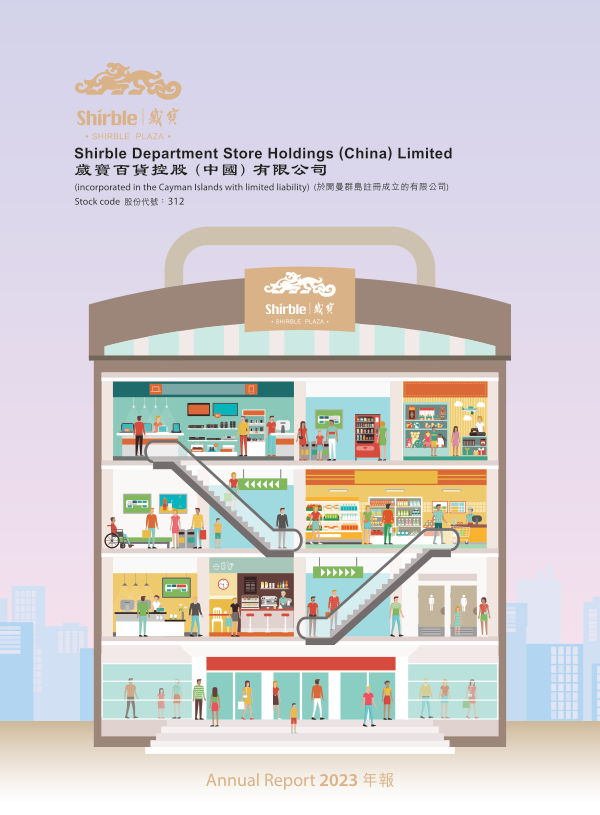 Shirble 歲寶
• SHIRBLE PLAZA •
Shirble Department Store Holdings (China) Limited
歲寶百貨控股（中國）有限公司
(incorporated in the Cayman Islands with limited liability) (於開曼群島註冊成立的有限公司)
Stock code 股份代號：312
Shirble 歲寶
• SHIRBLE PLAZA •
Annual Report 2023 年報